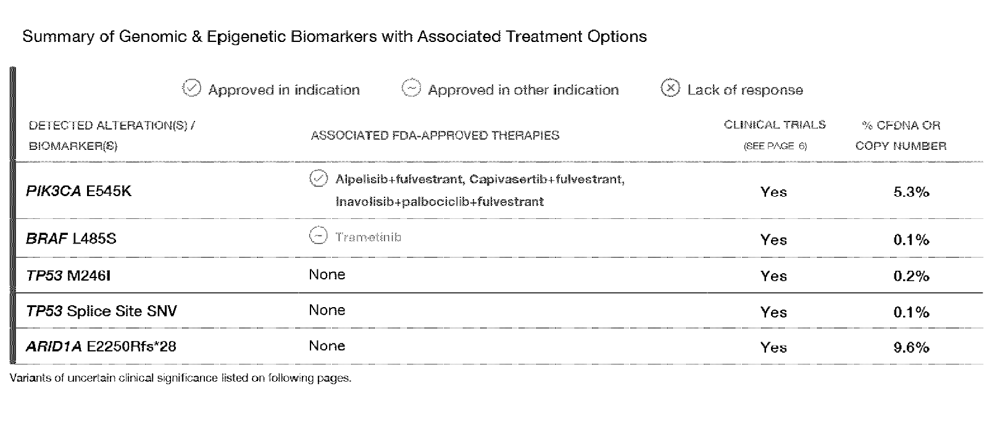 Summary of Genomic & Epigenetic Biomarkers with Associated Treatment Options
Approved in indication Approved in other indication Lack of response
DETECTED ALTERATION(S) / BIOMARKER(S) ASSOCIATED FDA-APPROVED THERAPIES CLINICAL TRIALS (SEE PAGE 6) % CFDNA OR COPY NUMBER
PIK3CA E545K Alpelisib+fulvestrant, Capivasertib+fulvestrant, Inavolisib+palbociclib+fulvestrant Yes 5.3%
BRAF L485S Trametinib Yes 0.1%
TP53 M246I None Yes 0.2%
TP53 Splice Site SNV None Yes 0.1%
ARID1A E2250Rfs*28 None Yes 9.6%
Variants of uncertain clinical significance listed on following pages.